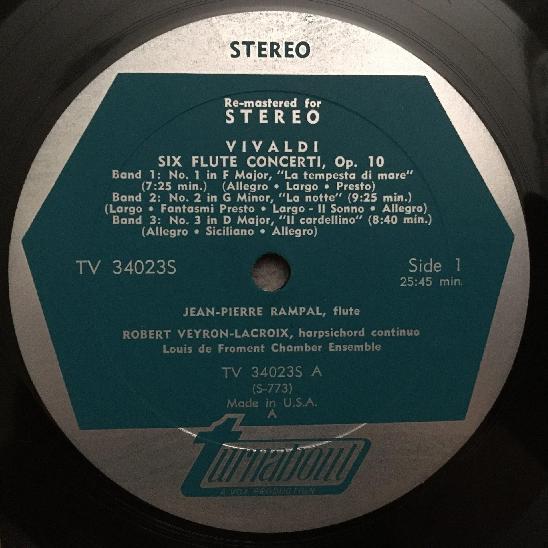 STEREO
Re-mastered for
STEREO
VIVALDI
SIX FLUTE CONCERTI, Op. 10
Band 1: No. 1 in F Major, "La tempesta di mare"
(7:25 min.) (Allegro • Largo • Presto)
Band 2: No. 2 in G Minor, "La notte" (9:25 min.)
(Largo • Fantasmi Presto • Largo - Il Sonno • Allegro)
Band 3: No. 3 in D Major, "Il cardellino" (8:40 min.)
(Allegro • Siciliano • Allegro)
TV 34023S
Side 1
25:45 min.
JEAN-PIERRE RAMPAL, flute
ROBERT VEYRON-LACROIX, harpsichord continuo
Louis de Froment Chamber Ensemble
TV 34023S A
(S-773)
Made in U.S.A.
A
turnabout
A VOX PRODUCTION